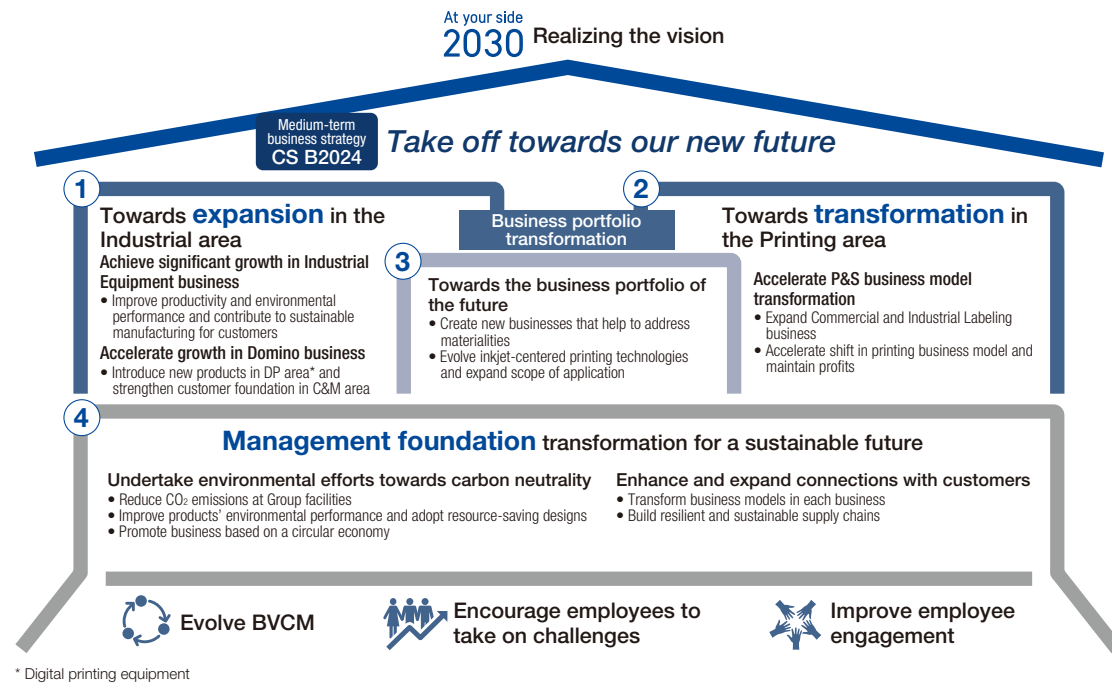 At your side
2030 Realizing the vision
Medium-term
business strategy
CS B2024
Take off towards our new future
1
Towards expansion in the
Industrial area
Achieve significant growth in Industrial
Equipment business
• Improve productivity and environmental
performance and contribute to sustainable
manufacturing for customers
Accelerate growth in Domino business
• Introduce new products in DP area* and
strengthen customer foundation in C&M area
Business portfolio
transformation
2
Towards transformation in
the Printing area
Accelerate P&S business model
transformation
• Expand Commercial and Industrial Labeling
business
• Accelerate shift in printing business model and
maintain profits
3
Towards the business portfolio of
the future
• Create new businesses that help to address
materialities
• Evolve inkjet-centered printing technologies
and expand scope of application
4
Management foundation transformation for a sustainable future
Undertake environmental efforts towards carbon neutrality
• Reduce CO₂ emissions at Group facilities
• Improve products' environmental performance and adopt resource-saving designs
• Promote business based on a circular economy
Enhance and expand connections with customers
• Transform business models in each business
• Build resilient and sustainable supply chains
Evolve BVCM
Encourage employees to
take on challenges
Improve employee
engagement
* Digital printing equipment